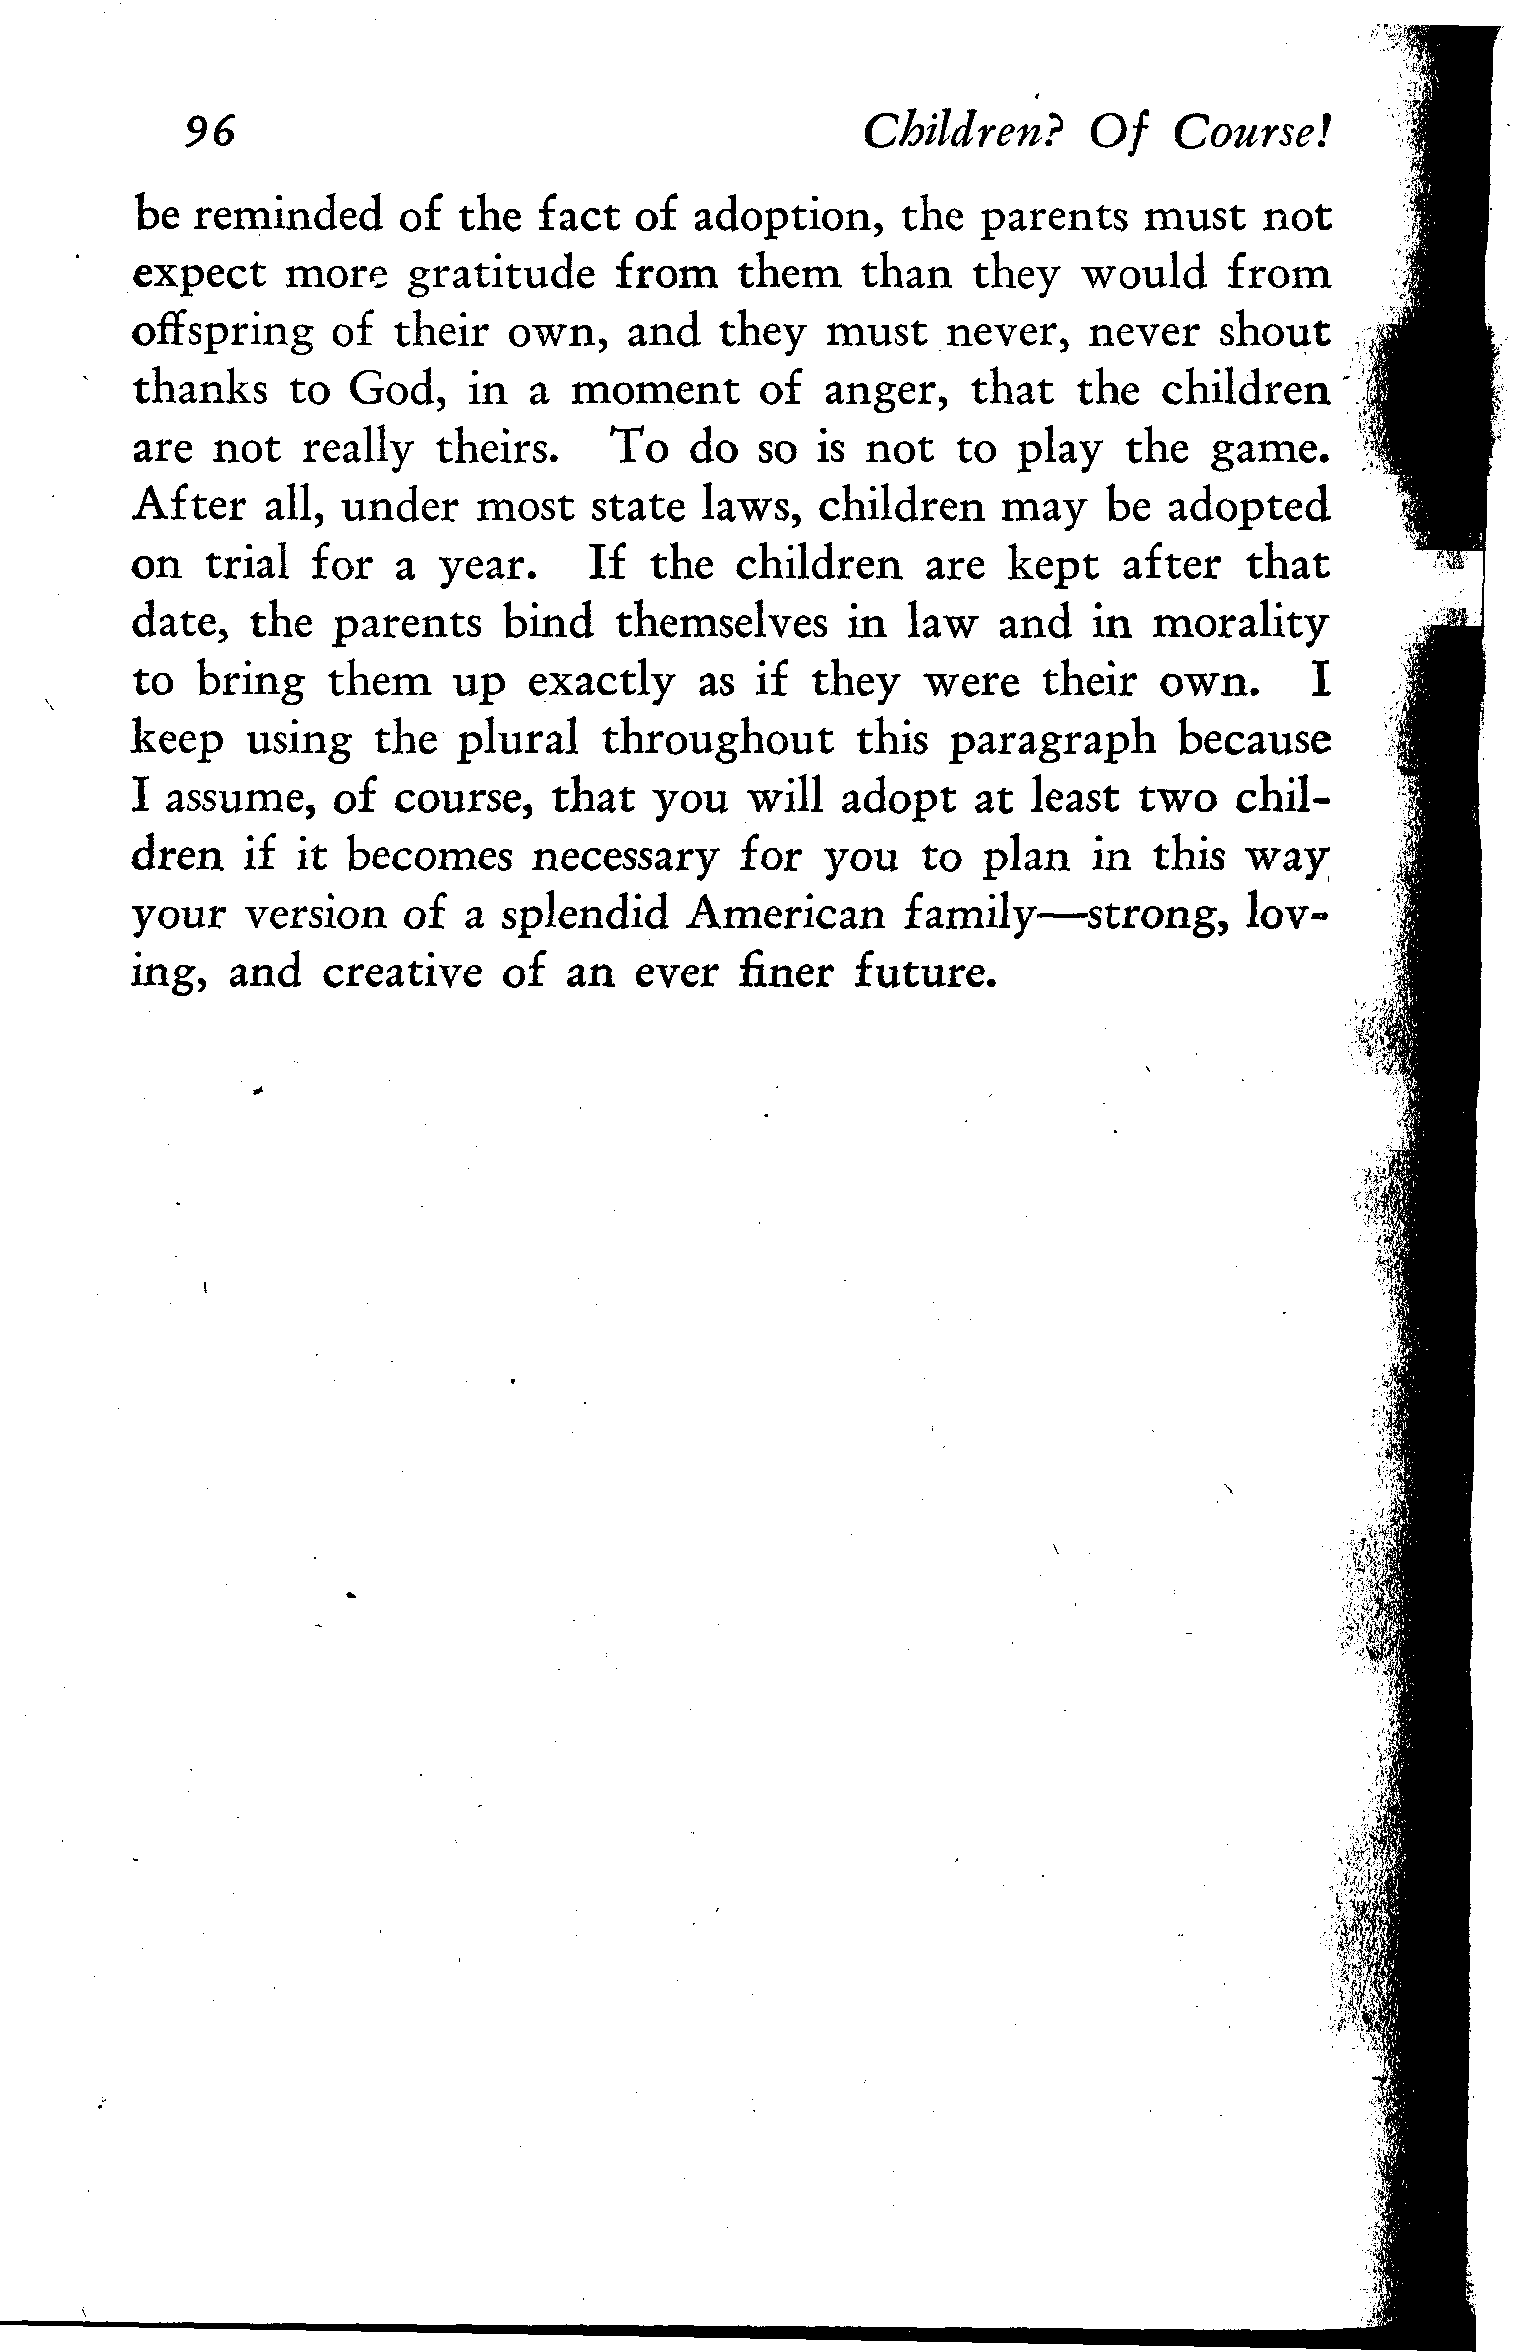 96 Children? Of Course!
be reminded of the fact of adoption, the parents must not
expect more gratitude from them than they would from
offspring of their own, and they must never, never shout
thanks to God, in a moment of anger, that the children
are not really theirs. To do so is not to play the game.
After all, under most state laws, children may be adopted
on trial for a year. If the children are kept after that
date, the parents bind themselves in law and in morality
to bring them up exactly as if they were their own. I
keep using the plural throughout this paragraph because
I assume, of course, that you will adopt at least two chil-
dren if it becomes necessary for you to plan in this way
your version of a splendid American family—strong, lov-
ing, and creative of an ever finer future.